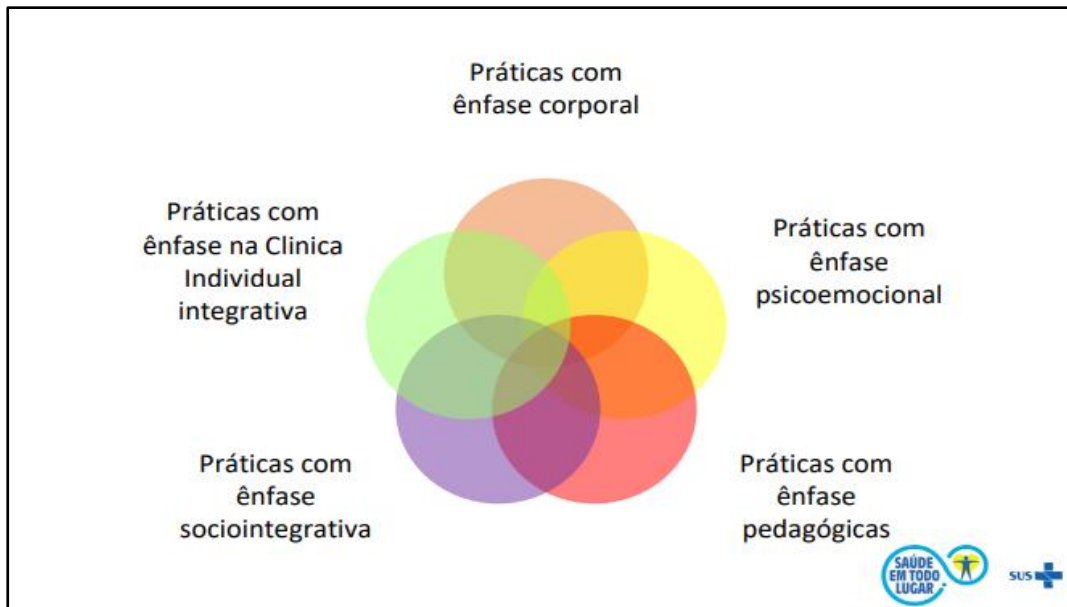 Práticas com
ênfase corporal
Práticas com
ênfase na Clinica
Individual
integrativa
Práticas com
ênfase
psicoemocional
Práticas com
ênfase
sociointegrativa
Práticas com
ênfase
pedagógicas
SAÚDE
EM TODO
LUGAR
SUS